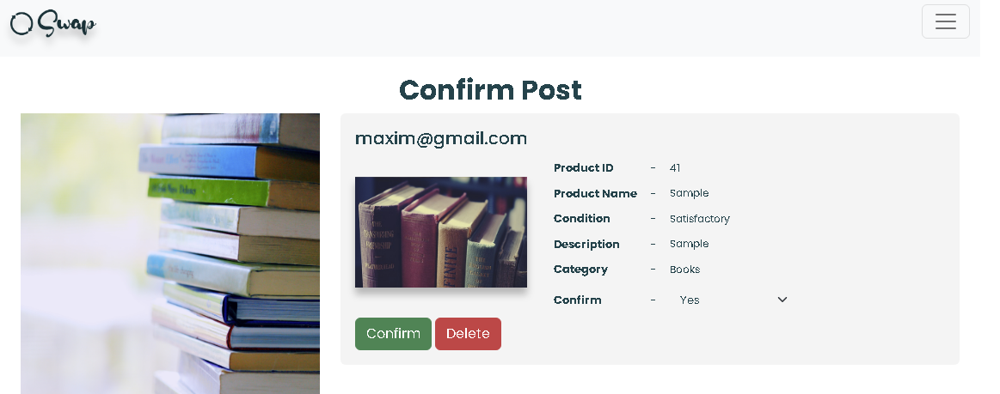 O Swap
Confirm Post
maxim@gmail.com
Product ID - 41
Product Name - Sample
Condition - Satisfactory
Description - Sample
Category - Books
Confirm - Yes
Confirm Delete